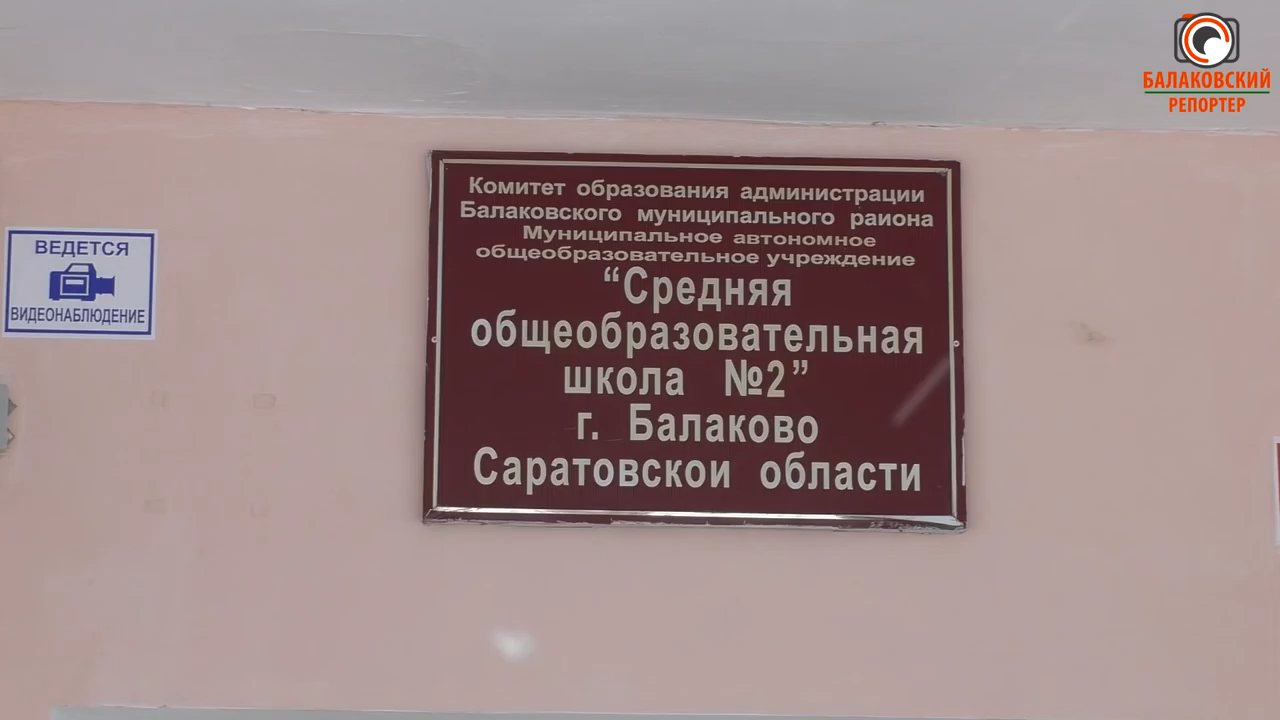 БАЛАКОВСКИЙ
РЕПОРТЕР
Комитет образования администрации
Балаковского муниципального раиона
Муниципальное автономное
общеобразовательное учреждение
“Средняя
общеобразовательная
школа №2”
г. Балаково
Саратовскои области
ВЕДЕТСЯ
ВИДЕОНАБЛЮДЕНИЕ